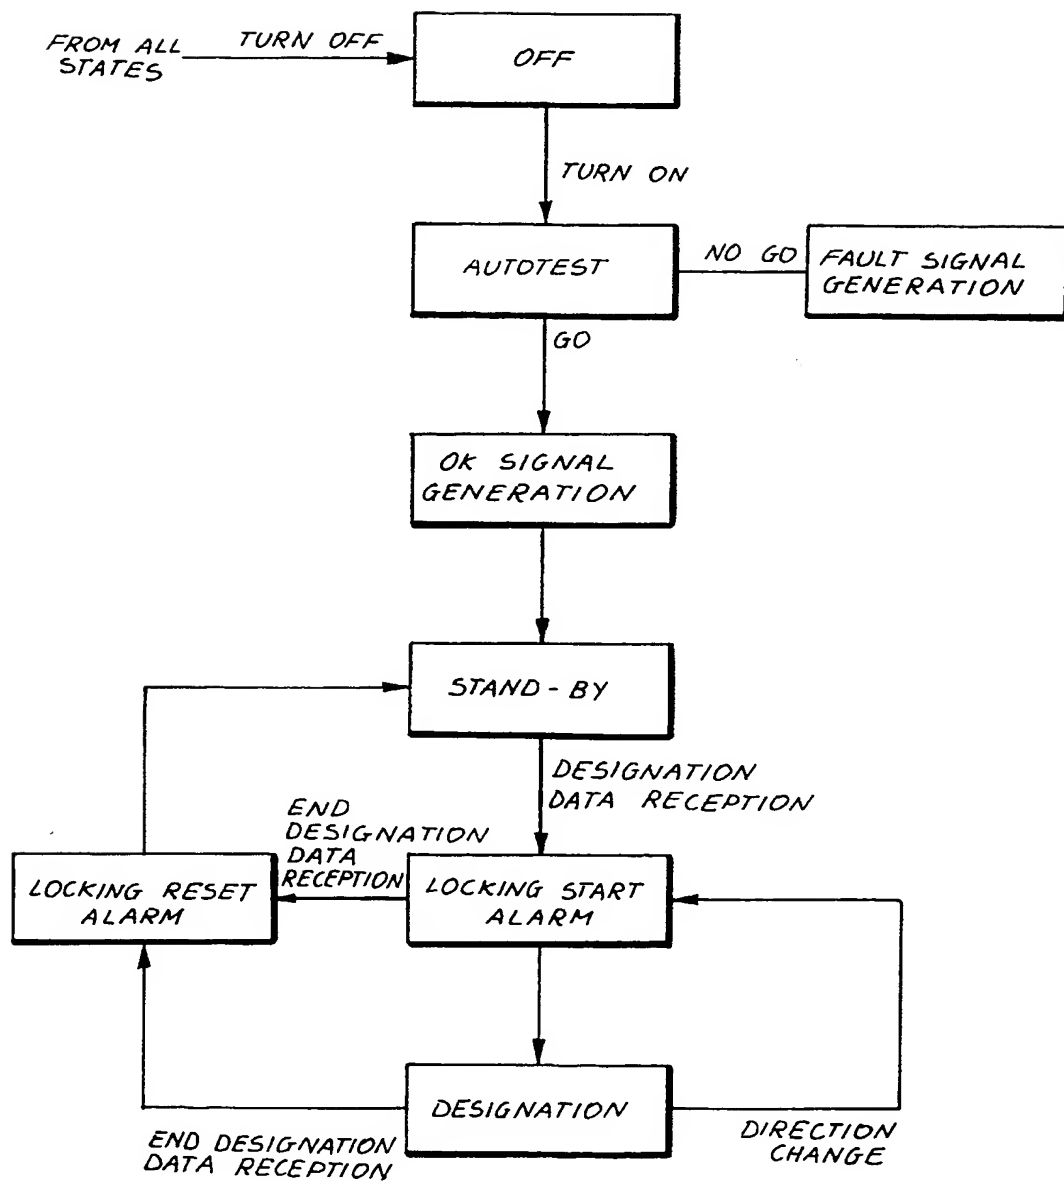 FROM ALL
STATES
TURN OFF
OFF
TURN ON
AUTOTEST
NO GO
FAULT SIGNAL
GENERATION
GO
OK SIGNAL
GENERATION
STAND-BY
DESIGNATION
DATA RECEPTION
END
DESIGNATION
DATA
RECEPTION
LOCKING RESET
ALARM
LOCKING START
ALARM
DESIGNATION
END DESIGNATION
DATA RECEPTION
DIRECTION
CHANGE